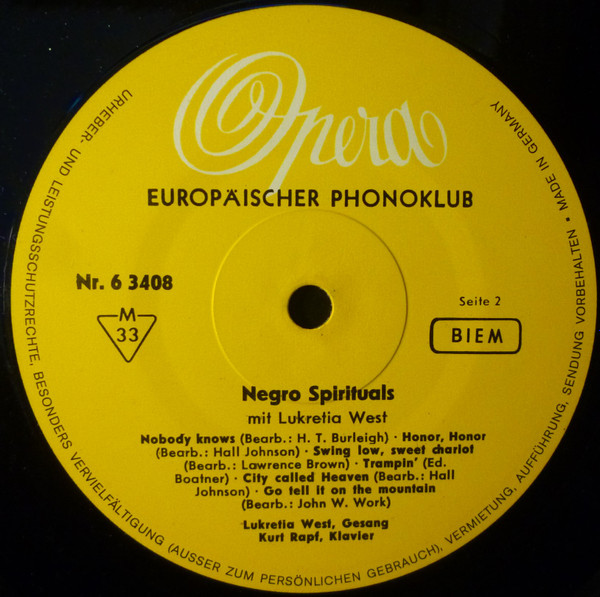 Opera
EUROPÄISCHER PHONOKLUB
Nr. 6 3408
M
33
Seite 2
BIEM
Negro Spirituals
mit Lukretia West
Nobody knows (Bearb.: H. T. Burleigh) · Honor, Honor
(Bearb.: Hall Johnson) · Swing low, sweet chariot
(Bearb.: Lawrence Brown) · Trampin' (Ed.
Boatner) · City called Heaven (Bearb.: Hall
Johnson) · Go tell it on the mountain
(Bearb.: John W. Work)
Lukretia West, Gesang
Kurt Rapf, Klavier
URHEBER- UND LEISTUNGSSCHUTZRECHTE, BESONDERS VERVIELFÄLTIGUNG (AUSSER ZUM PERSÖNLICHEN GEBRAUCH), VERMIETUNG, AUFFÜHRUNG, SENDUNG VORBEHALTEN • MADE IN GERMANY